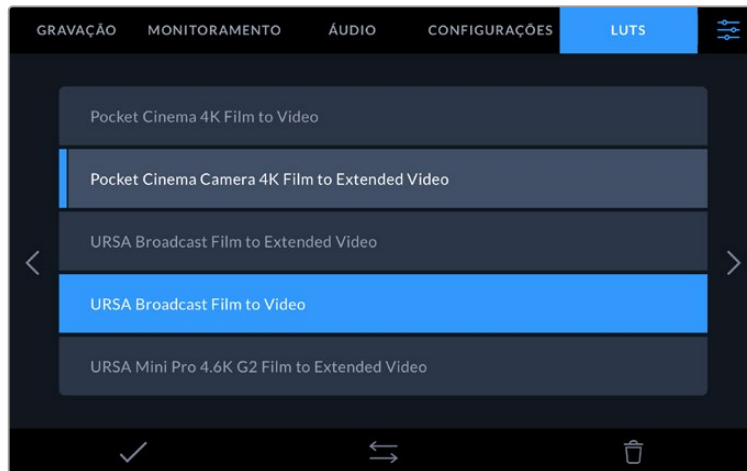 GRAVAÇÃO MONITORAMENTO ÁUDIO CONFIGURAÇÕES LUTS
Pocket Cinema 4K Film to Video
Pocket Cinema Camera 4K Film to Extended Video
URSA Broadcast Film to Extended Video
URSA Broadcast Film to Video
URSA Mini Pro 4.6K G2 Film to Extended Video